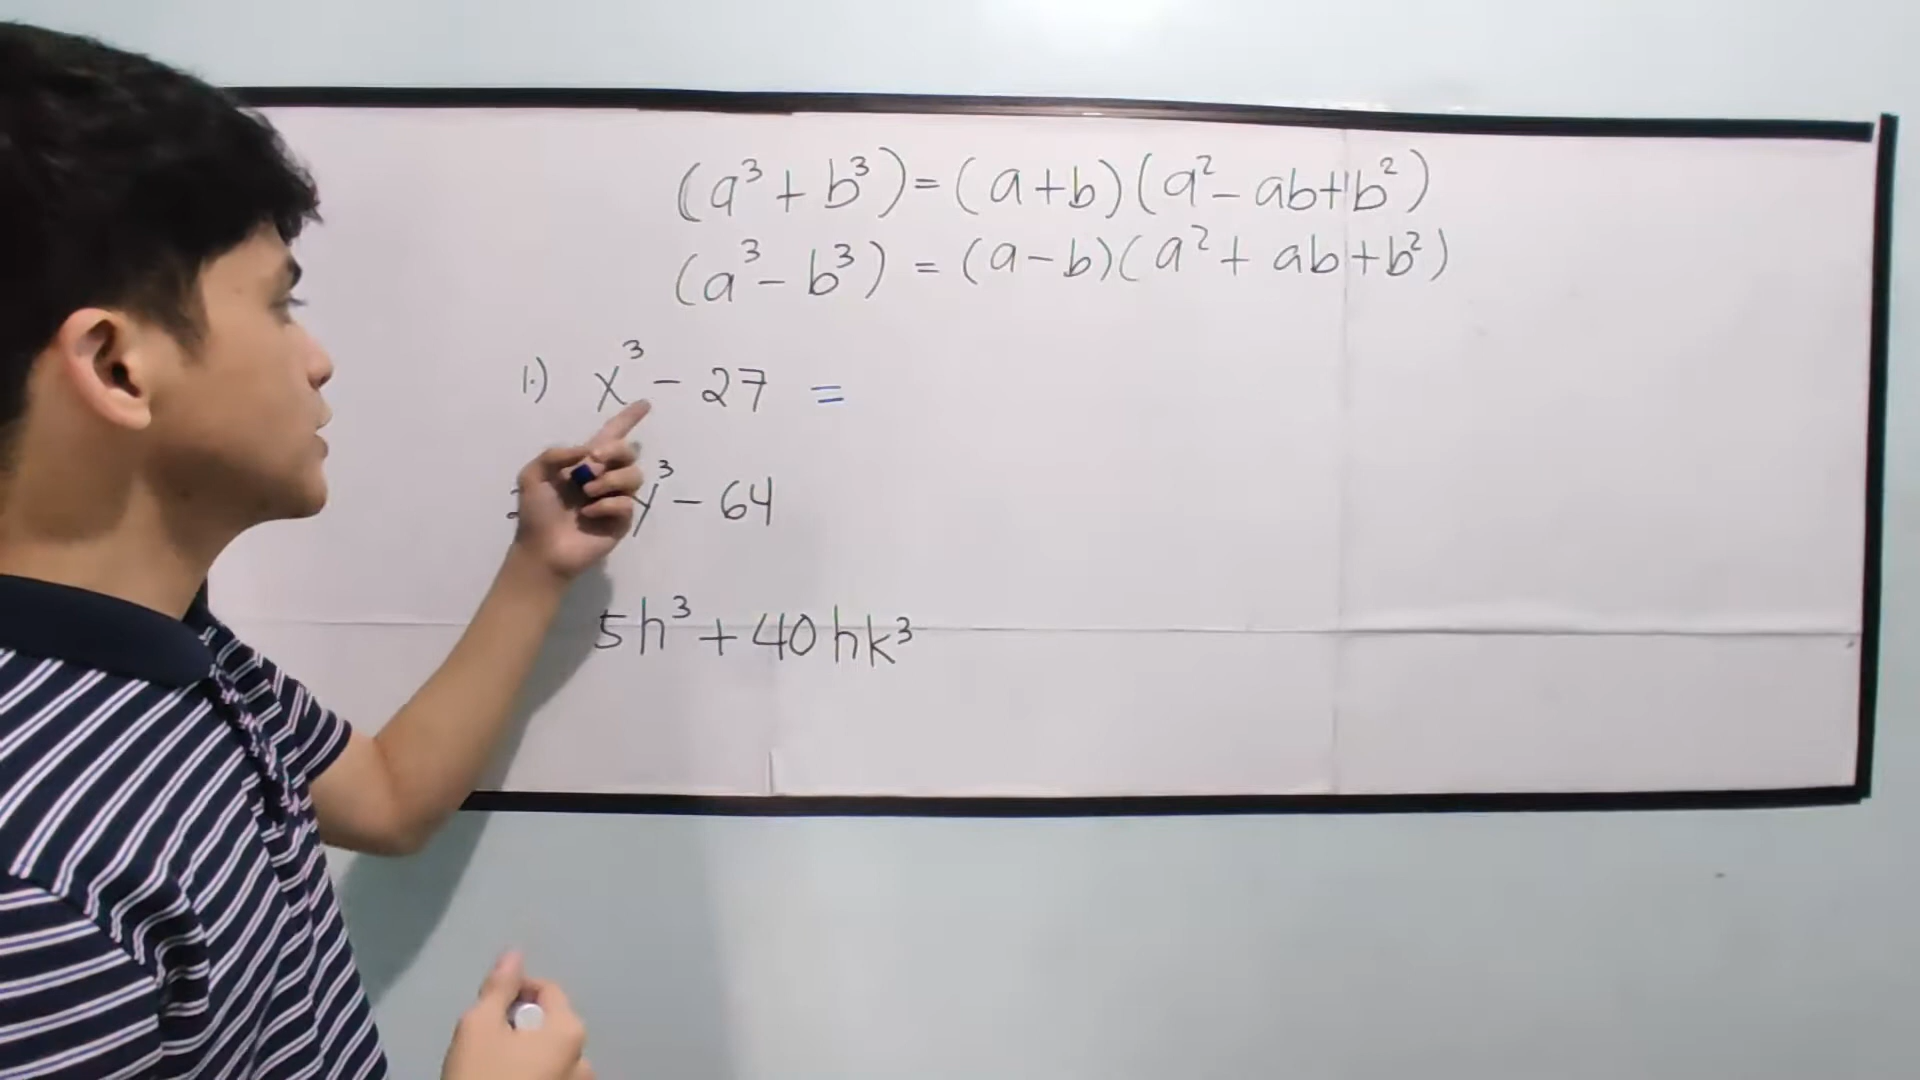 (a³ + b³) = (a+b)(a² - ab + b²)
(a³ - b³) = (a-b)(a² + ab + b²)
1.) x³ - 27 =
y³ - 64
5h³ + 40hk³